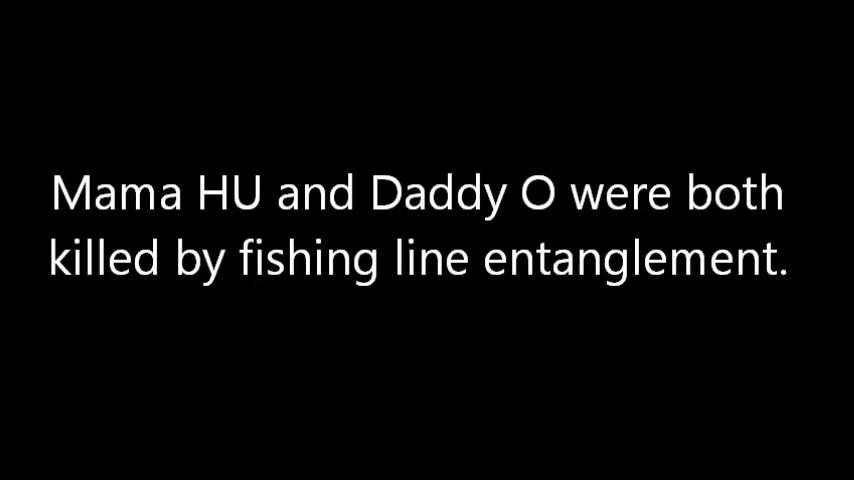 Mama HU and Daddy O were both
killed by fishing line entanglement.